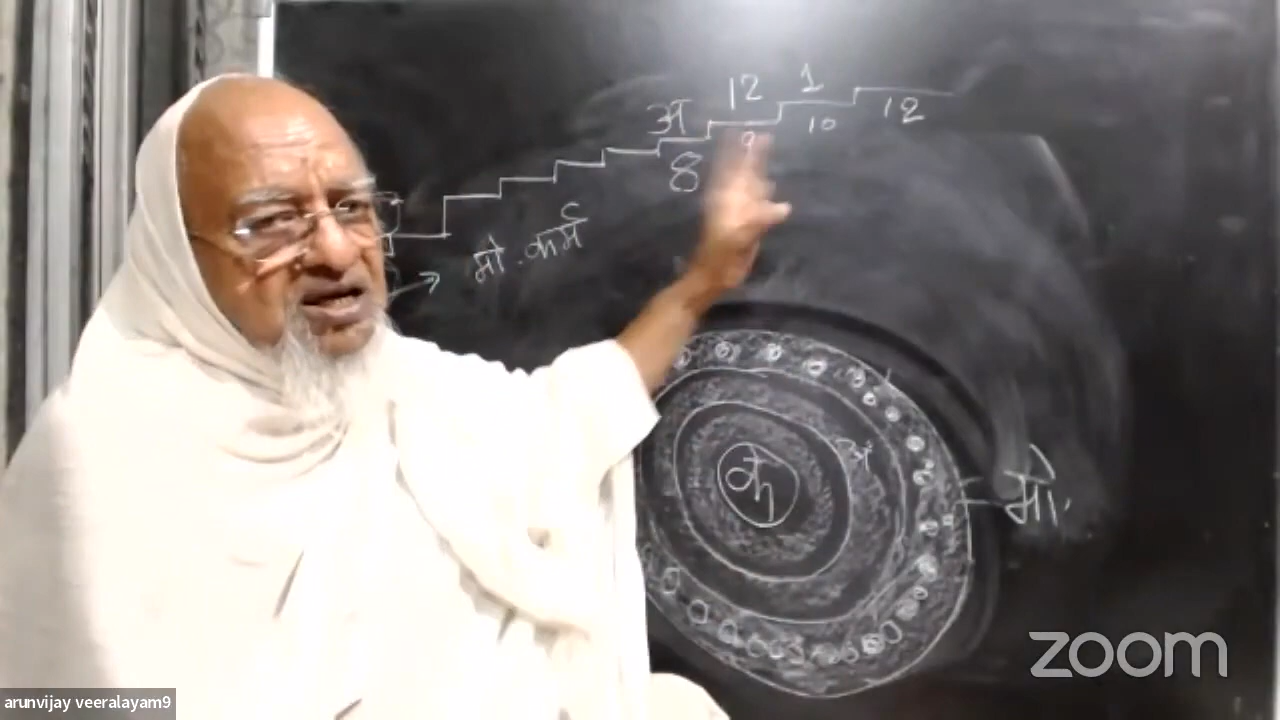 12 1
अ
8 9 10 12
मो. कर्म
अं
के
मो.
zoom
arunvijay veeralayam9